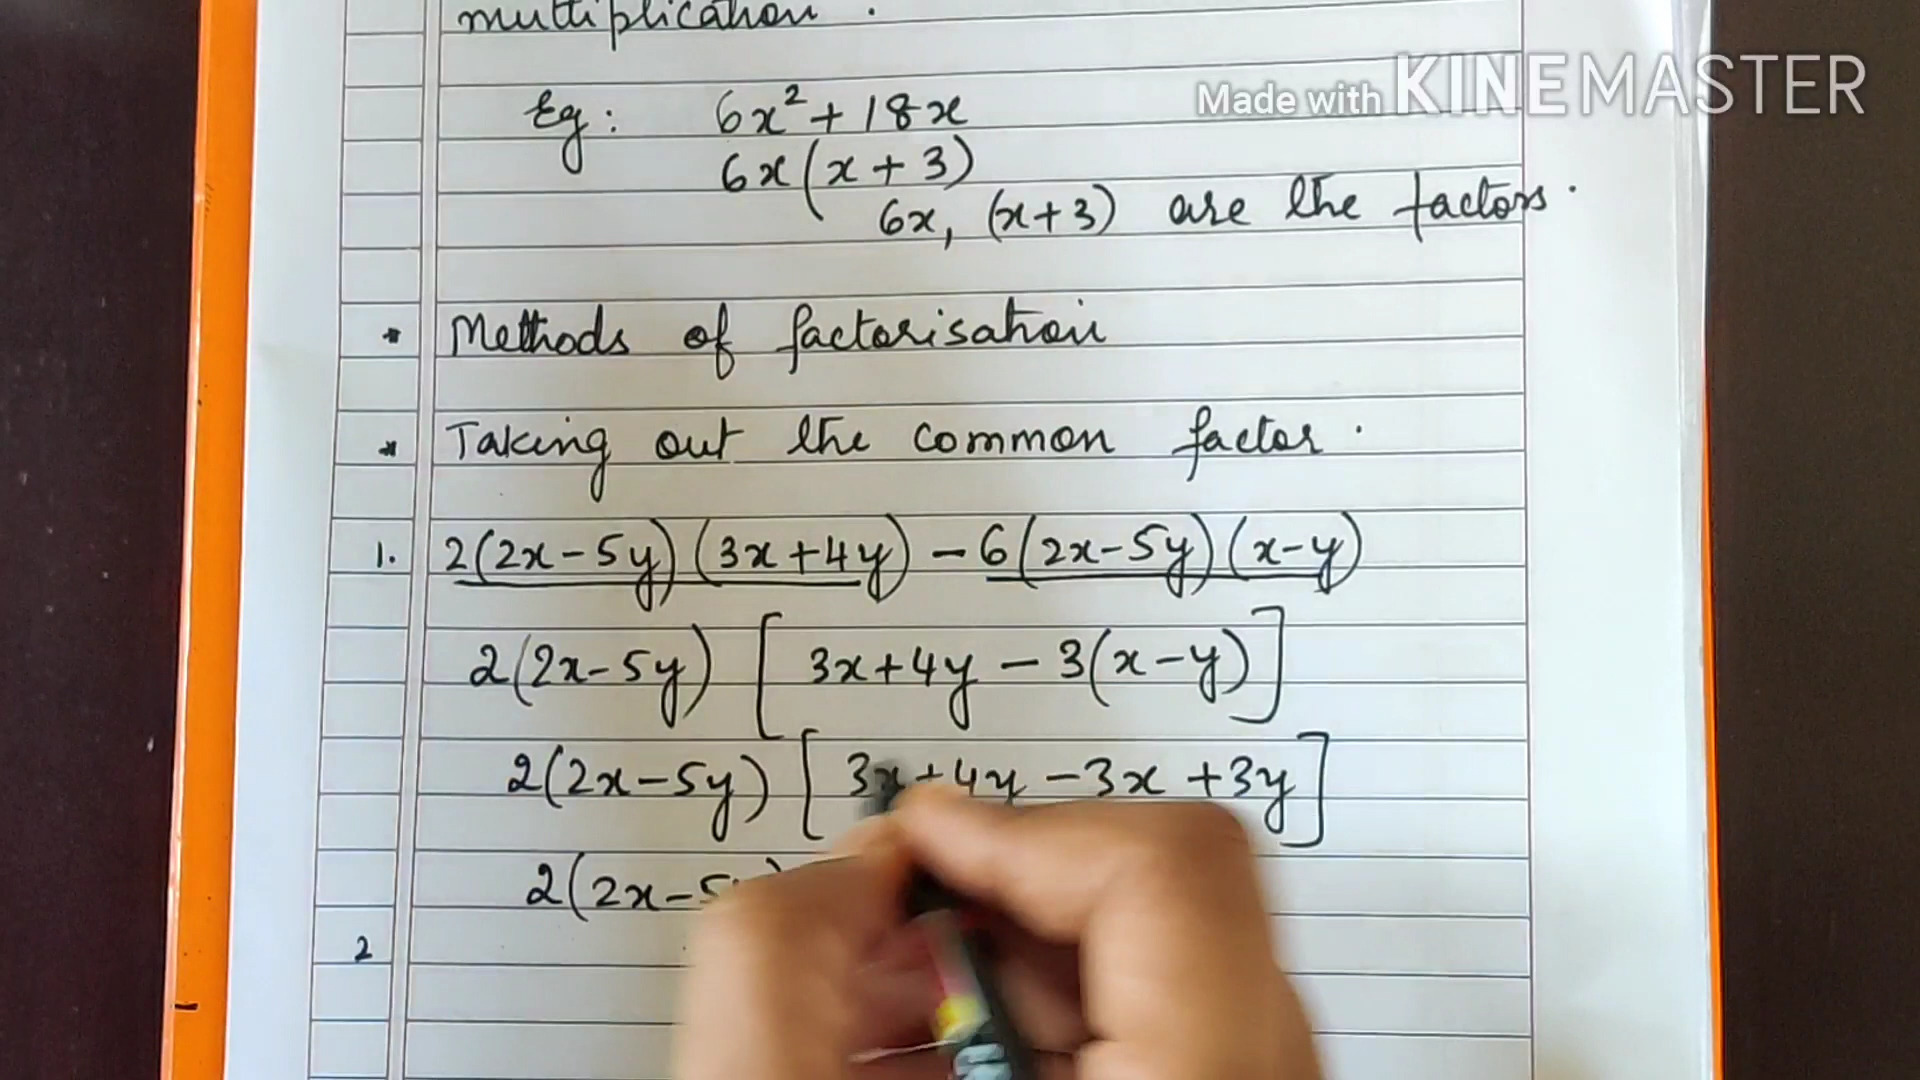 multiplication.
Made with KINEMASTER
Eg: 6x² + 18x
6x(x + 3)
6x, (x+3) are the factors.
* Methods of factorisation
* Taking out the common factor.
1. 2(2x-5y)(3x+4y) - 6(2x-5y)(x-y)
2(2x-5y) [3x+4y - 3(x-y)]
2(2x-5y) [3x+4y -3x +3y]
2(2x-5
2